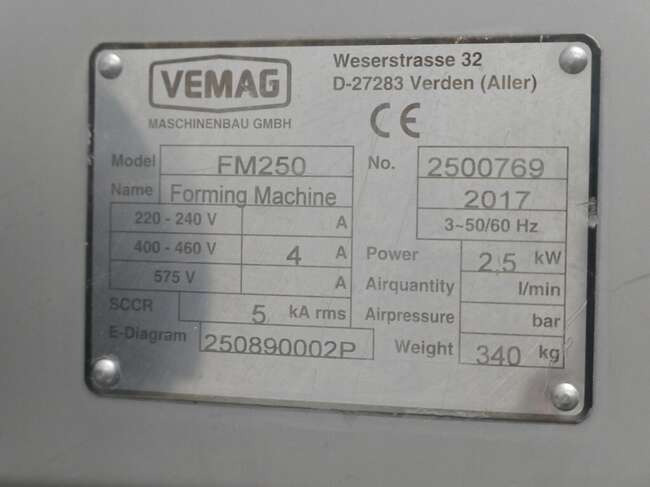 VEMAG
MASCHINENBAU GMBH
Weserstrasse 32
D-27283 Verden (Aller)
CE
Model FM250 No. 2500769
Name Forming Machine 2017
220 - 240 V A 3~50/60 Hz
400 - 460 V 4 A Power 2,5 kW
575 V A Airquantity l/min
SCCR 5 kA rms Airpressure bar
E-Diagram 250890002P Weight 340 kg